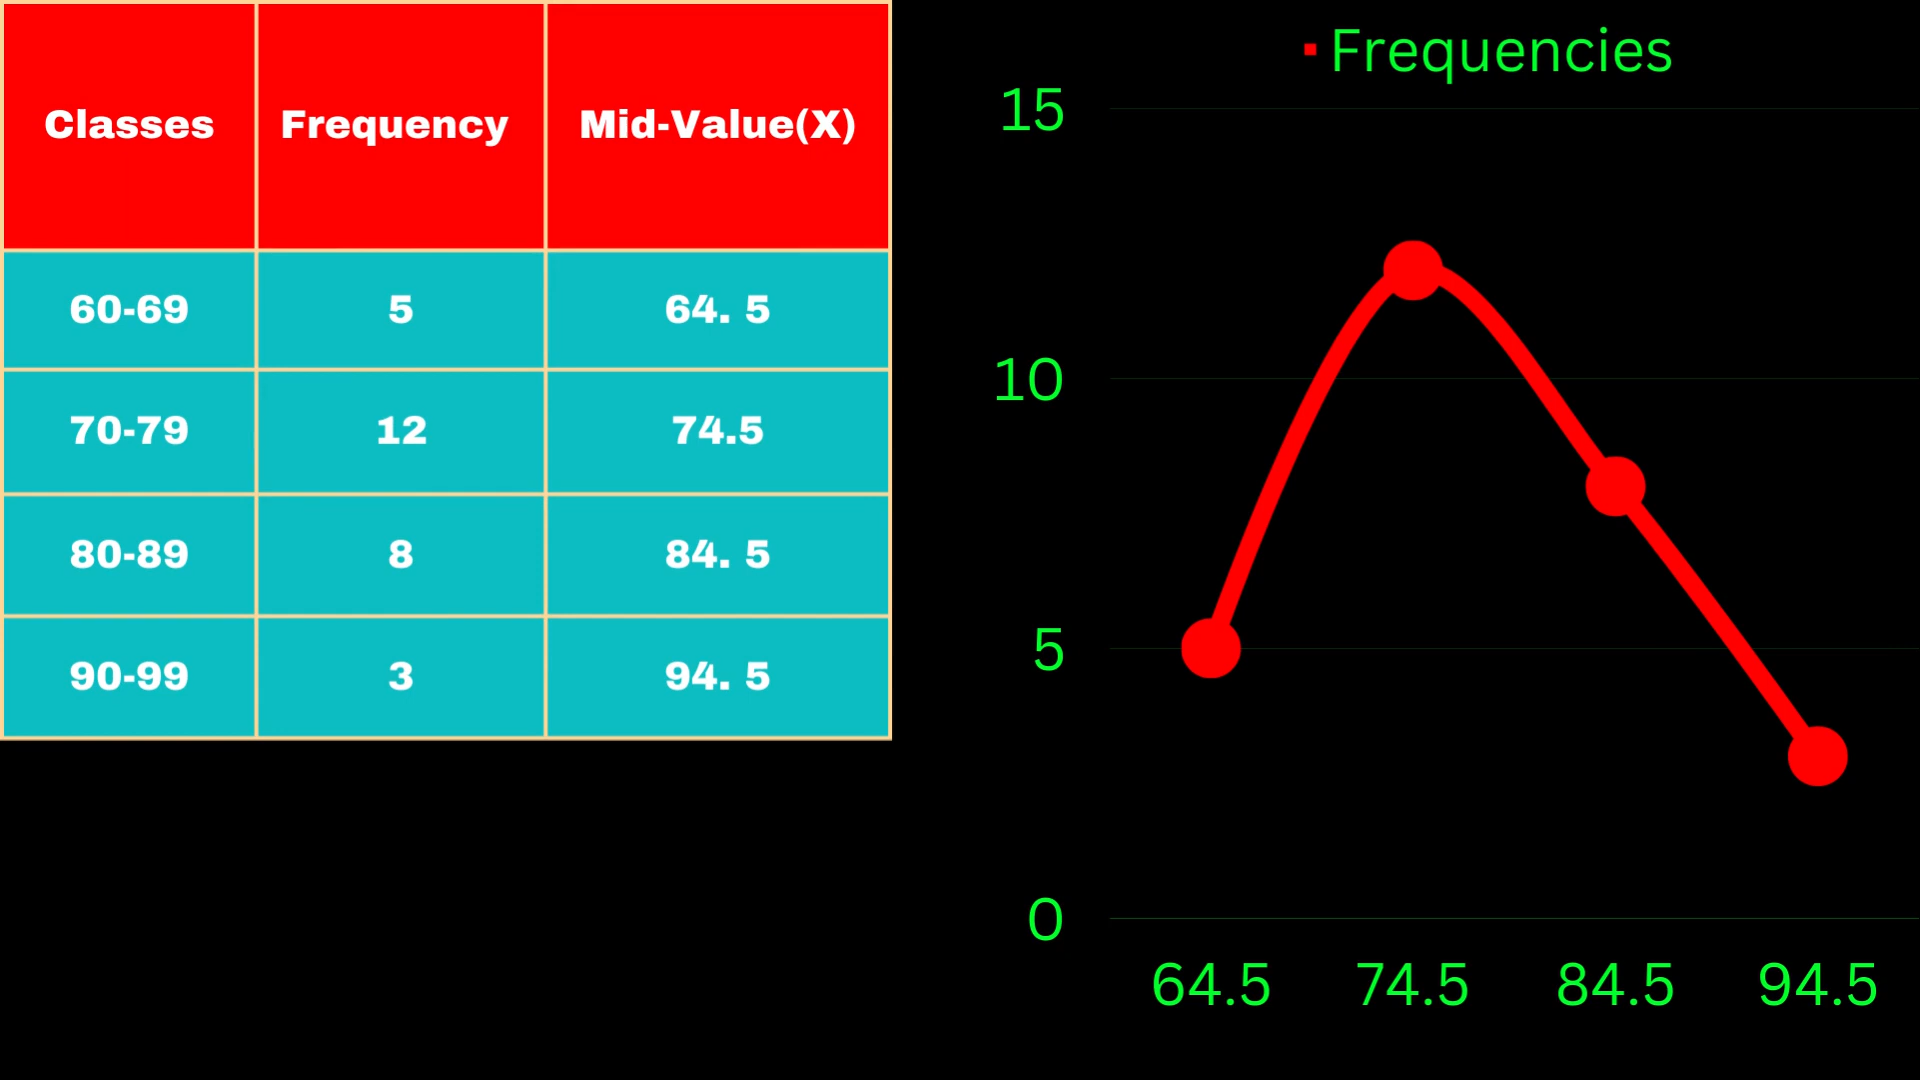 Classes Frequency Mid-Value(X)
60-69 5 64. 5
70-79 12 74.5
80-89 8 84. 5
90-99 3 94. 5
Frequencies
15
10
5
0
64.5 74.5 84.5 94.5